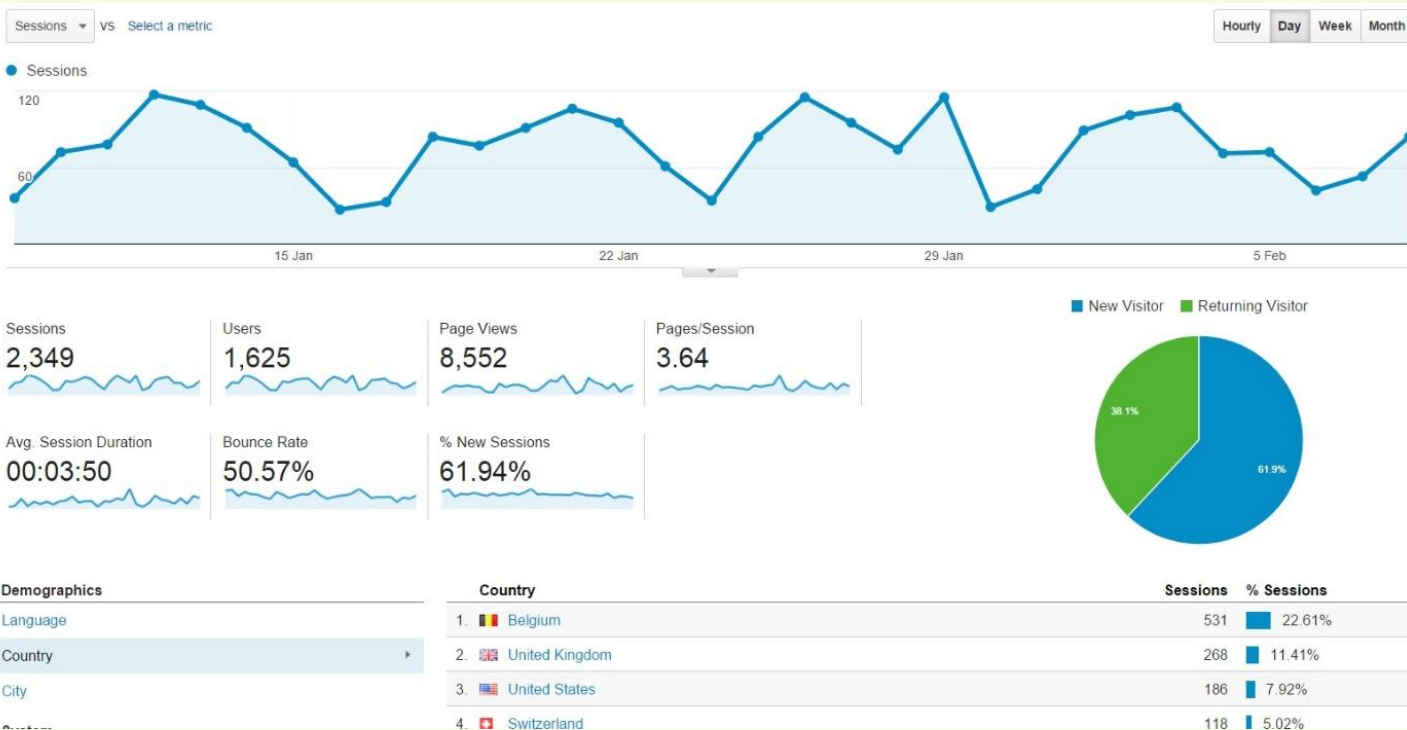 Sessions VS Select a metric Hourly Day Week Month
Sessions
120
60
15 Jan 22 Jan 29 Jan 5 Feb
New Visitor Returning Visitor
Sessions Users Page Views Pages/Session
2,349 1,625 8,552 3.64
38.1%
61.9%
Avg. Session Duration Bounce Rate % New Sessions
00:03:50 50.57% 61.94%
Demographics Country Sessions % Sessions
Language 1. Belgium 531 22.61%
Country 2. United Kingdom 268 11.41%
City 3. United States 186 7.92%
System 4. Switzerland 118 5.02%